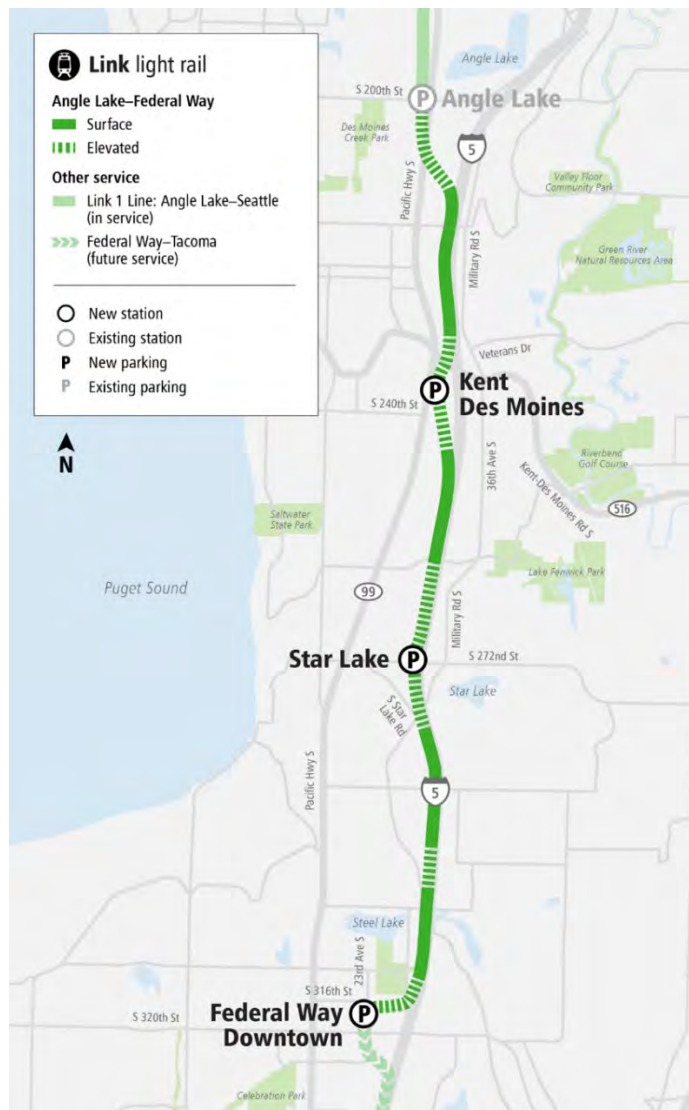 Link light rail
Angle Lake–Federal Way
Surface
Elevated
Other service
Link 1 Line: Angle Lake–Seattle
(in service)
Federal Way–Tacoma
(future service)
New station
Existing station
P New parking
P Existing parking
N
Angle Lake
S 200th St
P Angle Lake
Des Moines
Creek Park
5
Pacific Hwy S
Valley Floor
Community Park
Military Rd S
Green River
Natural Resources Area
Veterans Dr
P Kent
Des Moines
S 240th St
36th Ave S
Riverbend
Golf Course
Kent-Des Moines Rd S
516
Saltwater
State Park
Puget Sound
99
Lake Fenwick Park
Military Rd S
Star Lake P
S 272nd St
Star Lake
S Star
Lake Rd
Pacific Hwy S
5
Steel Lake
23rd Ave S
S 316th St
Federal Way
Downtown
P
S 320th St
Celebration Park